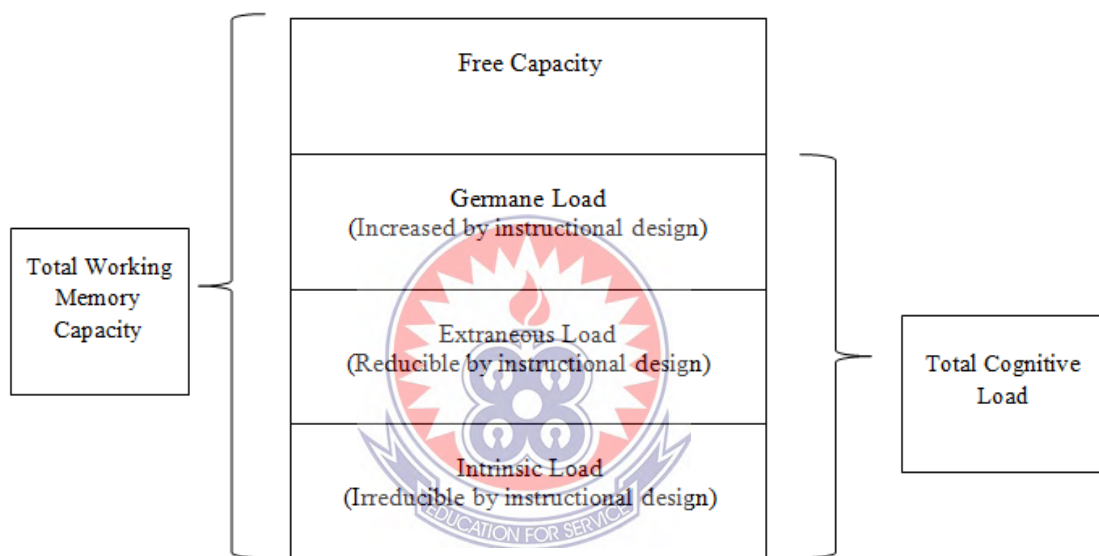 Free Capacity
Germane Load
(Increased by instructional design)
Total Working
Memory
Capacity
Extraneous Load
(Reducible by instructional design)
Total Cognitive
Load
Intrinsic Load
(Irreducible by instructional design)
EDUCATION FOR SERVICE